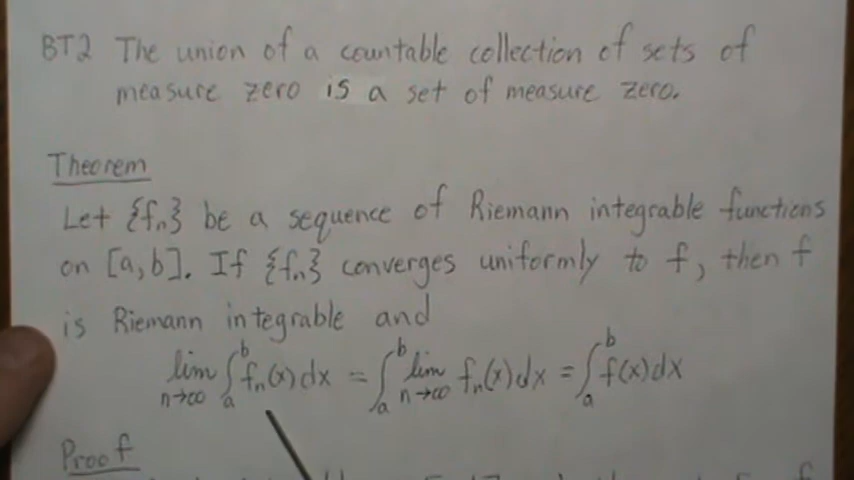 BT2 The union of a countable collection of sets of
measure zero is a set of measure zero.
Theorem
Let {fₙ} be a sequence of Riemann integrable functions
on [a,b]. If {fₙ} converges uniformly to f, then f
is Riemann integrable and
lim n→∞ ∫ₐᵇ fₙ(x)dx = ∫ₐᵇ lim n→∞ fₙ(x)dx = ∫ₐᵇ f(x)dx
Proof